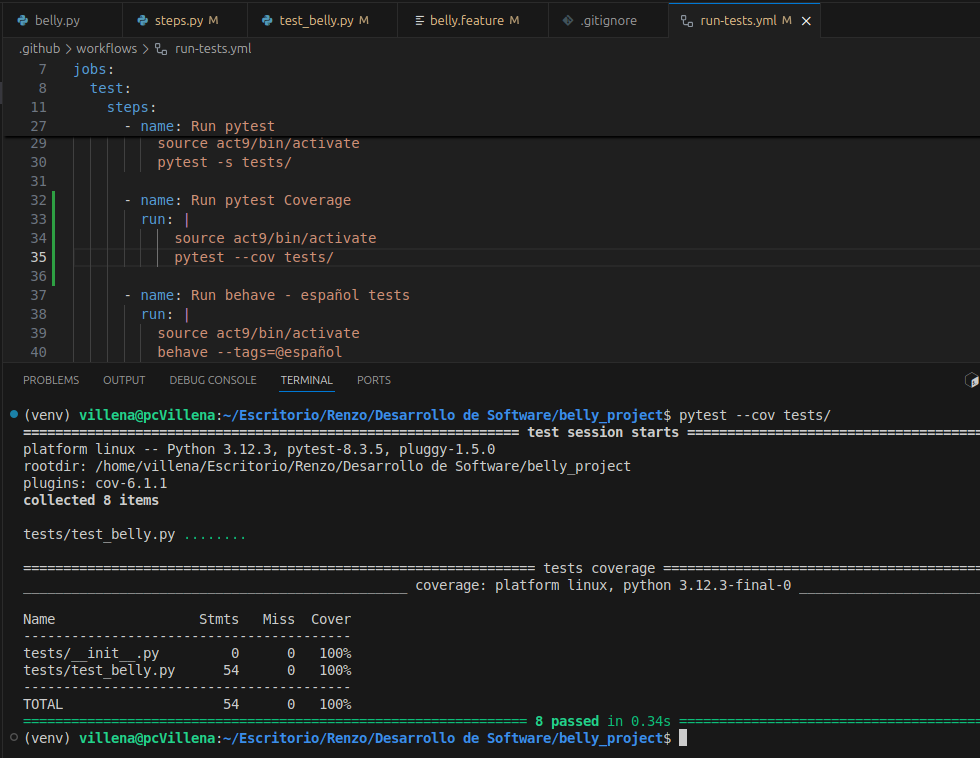 belly.py steps.py M test_belly.py M belly.feature M .gitignore run-tests.yml M
.github > workflows > run-tests.yml
7 jobs:
8 test:
11 steps:
27 - name: Run pytest
29 source act9/bin/activate
30 pytest -s tests/
31
32 - name: Run pytest Coverage
33 run: |
34 source act9/bin/activate
35 pytest --cov tests/
36
37 - name: Run behave - español tests
38 run: |
39 source act9/bin/activate
40 behave --tags=@español
PROBLEMS OUTPUT DEBUG CONSOLE TERMINAL PORTS
(venv) villena@pcVillena:~/Escritorio/Renzo/Desarrollo de Software/belly_project$ pytest --cov tests/
============================================================== test session starts =====================================
platform linux -- Python 3.12.3, pytest-8.3.5, pluggy-1.5.0
rootdir: /home/villena/Escritorio/Renzo/Desarrollo de Software/belly_project
plugins: cov-6.1.1
collected 8 items
tests/test_belly.py ........
================================================================ tests coverage ========================================
________________________________________________ coverage: platform linux, python 3.12.3-final-0 _______________________
Name Stmts Miss Cover
-----------------------------------------
tests/__init__.py 0 0 100%
tests/test_belly.py 54 0 100%
-----------------------------------------
TOTAL 54 0 100%
=============================================================== 8 passed in 0.34s ======================================
(venv) villena@pcVillena:~/Escritorio/Renzo/Desarrollo de Software/belly_project$